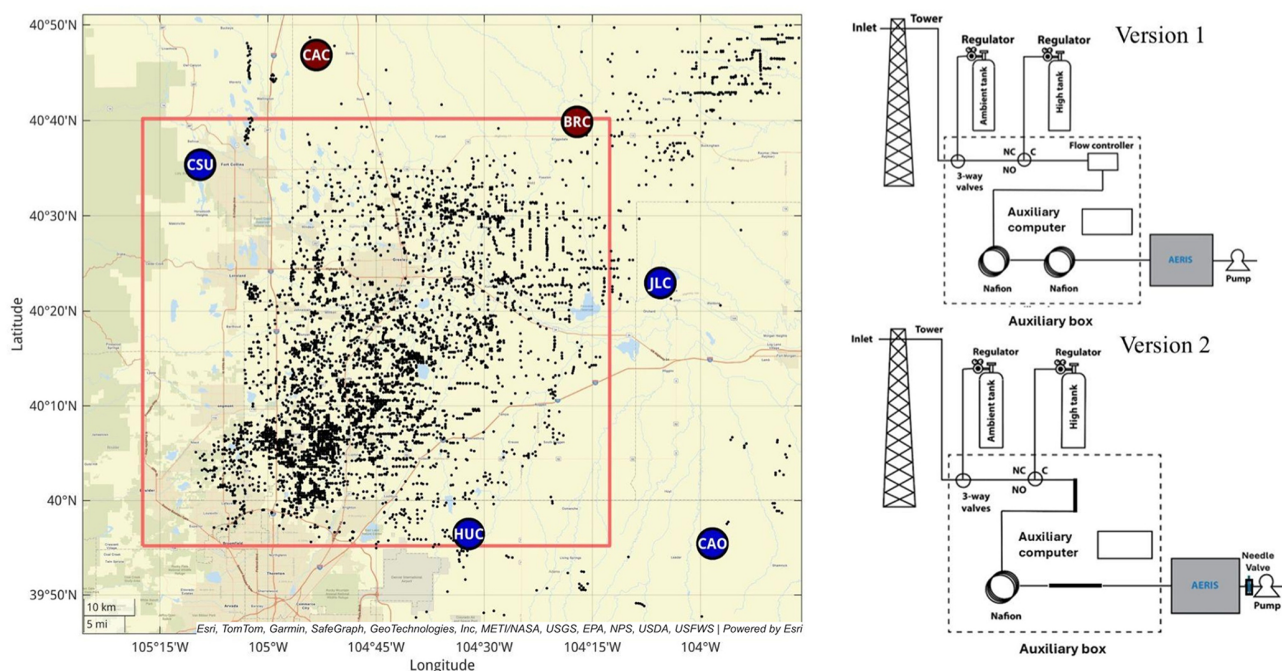 40°50'N
40°40'N
40°30'N
40°20'N
40°10'N
40°N
39°50'N
Latitude
CAC
BRC
CSU
JLC
HUC
CAO
Fort Collins
10 km
5 mi
Esri, TomTom, Garmin, SafeGraph, GeoTechnologies, Inc, METI/NASA, USGS, EPA, NPS, USDA, USFWS | Powered by Esri
105°15'W
105°W
104°45'W
104°30'W
104°15'W
104°W
Longitude
Version 1
Inlet
Tower
Regulator
Regulator
Ambient tank
High tank
Flow controller
NC
C
NO
3-way
valves
Auxiliary
computer
Nafion
Nafion
AERIS
Pump
Auxiliary box
Version 2
Inlet
Tower
Regulator
Regulator
Ambient tank
High tank
NC
C
NO
3-way
valves
Auxiliary
computer
Nafion
AERIS
Needle
Valve
Pump
Auxiliary box